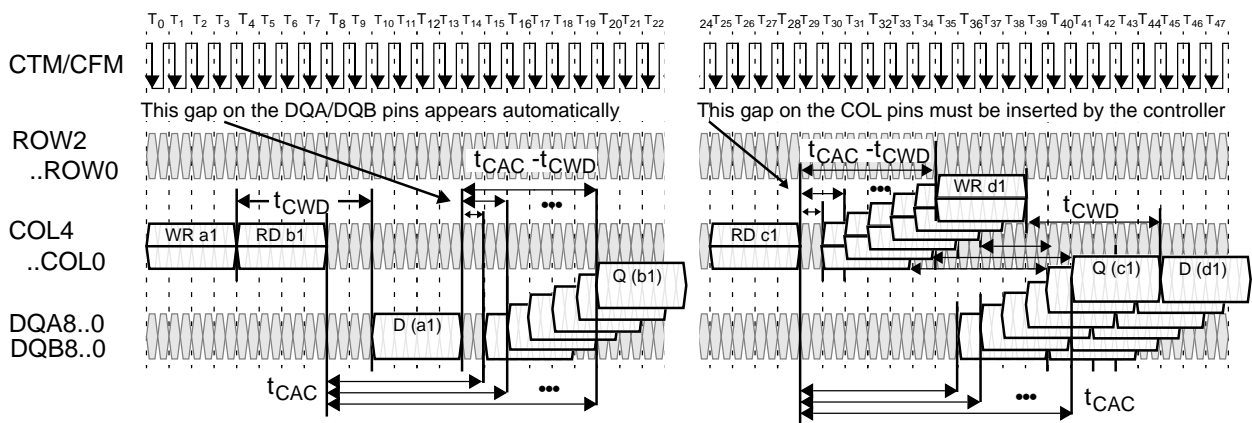 T0 T1 T2 T3 T4 T5 T6 T7 T8 T9 T10 T11 T12 T13 T14 T15 T16 T17 T18 T19 T20 T21 T22
24 T25 T26 T27 T28 T29 T30 T31 T32 T33 T34 T35 T36 T37 T38 T39 T40 T41 T42 T43 T44 T45 T46 T47
CTM/CFM
This gap on the DQA/DQB pins appears automatically
This gap on the COL pins must be inserted by the controller
ROW2
..ROW0
tCAC -tCWD
•••
tCWD
tCAC -tCWD
•••
WR d1
tCWD
COL4
..COL0
WR a1
RD b1
RD c1
Q (b1)
Q (c1)
D (d1)
DQA8..0
DQB8..0
D (a1)
tCAC
•••
•••
tCAC